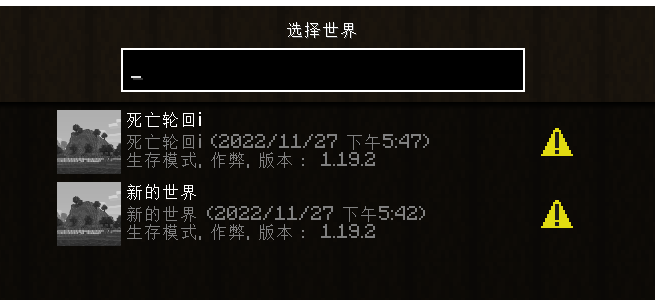 选择世界
_
死亡轮回i
死亡轮回i (2022/11/27 下午5:47)
生存模式, 作弊, 版本： 1.19.2
新的世界
新的世界 (2022/11/27 下午5:42)
生存模式, 作弊, 版本： 1.19.2